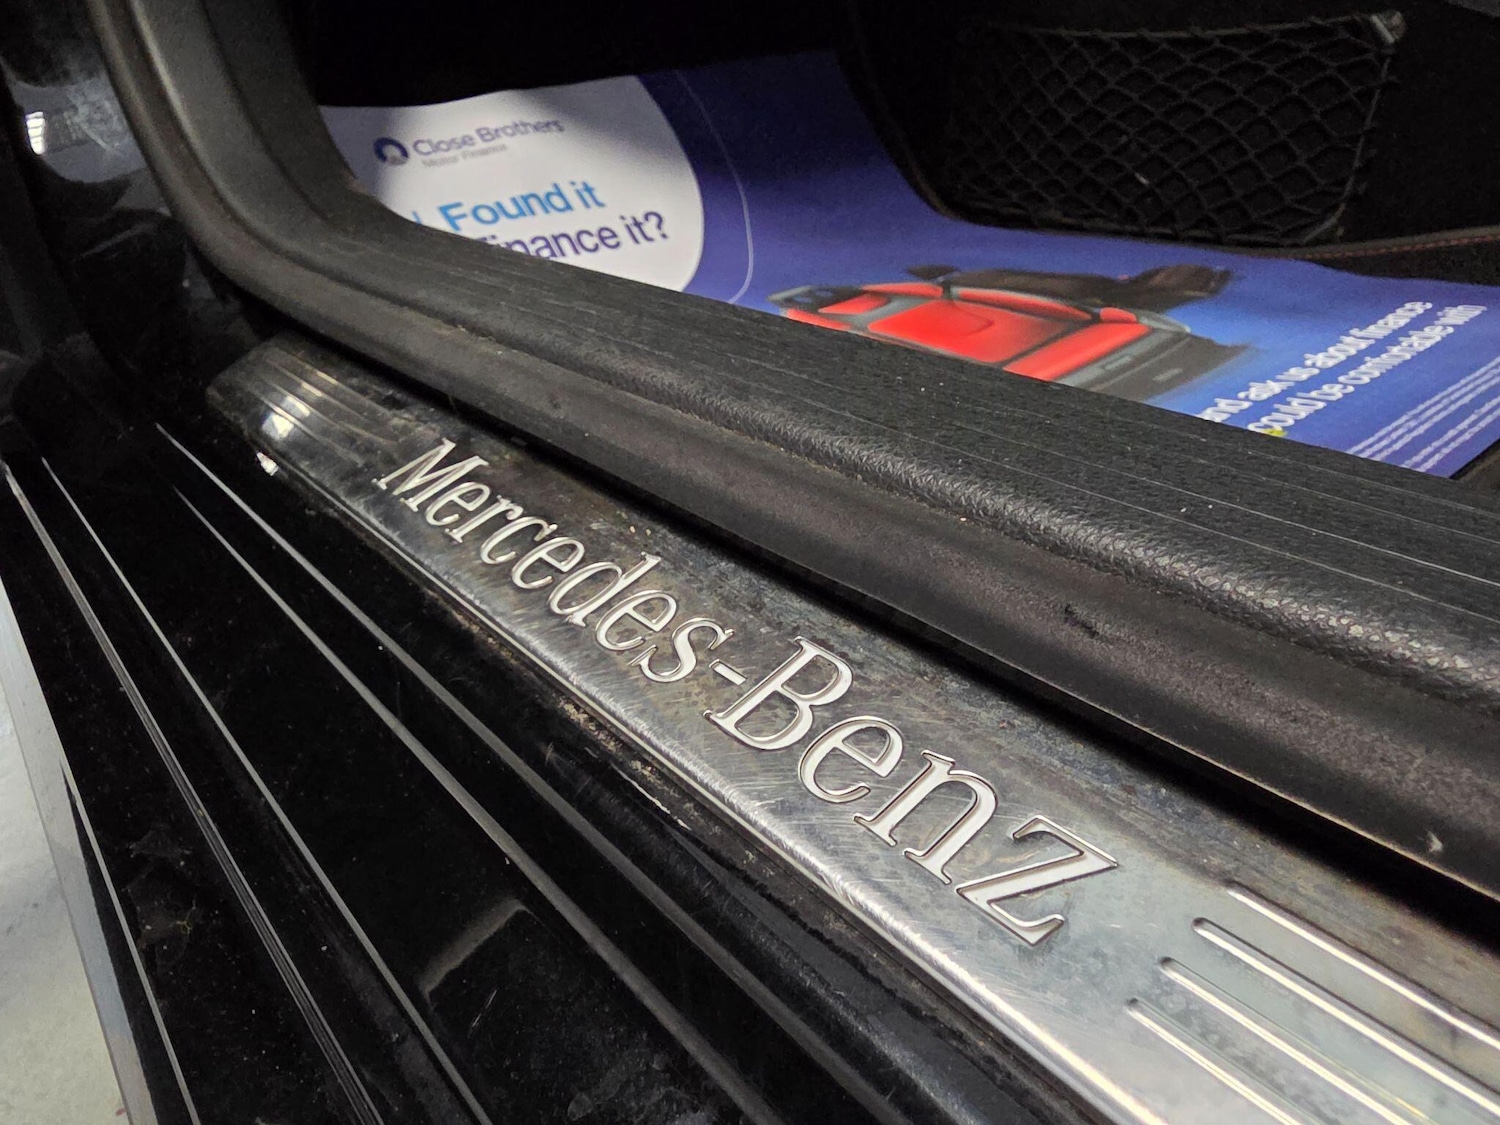 Close Brothers
Motor Finance
Found it
Finance it?
and ask us about finance
could be comfortable with
Mercedes-Benz